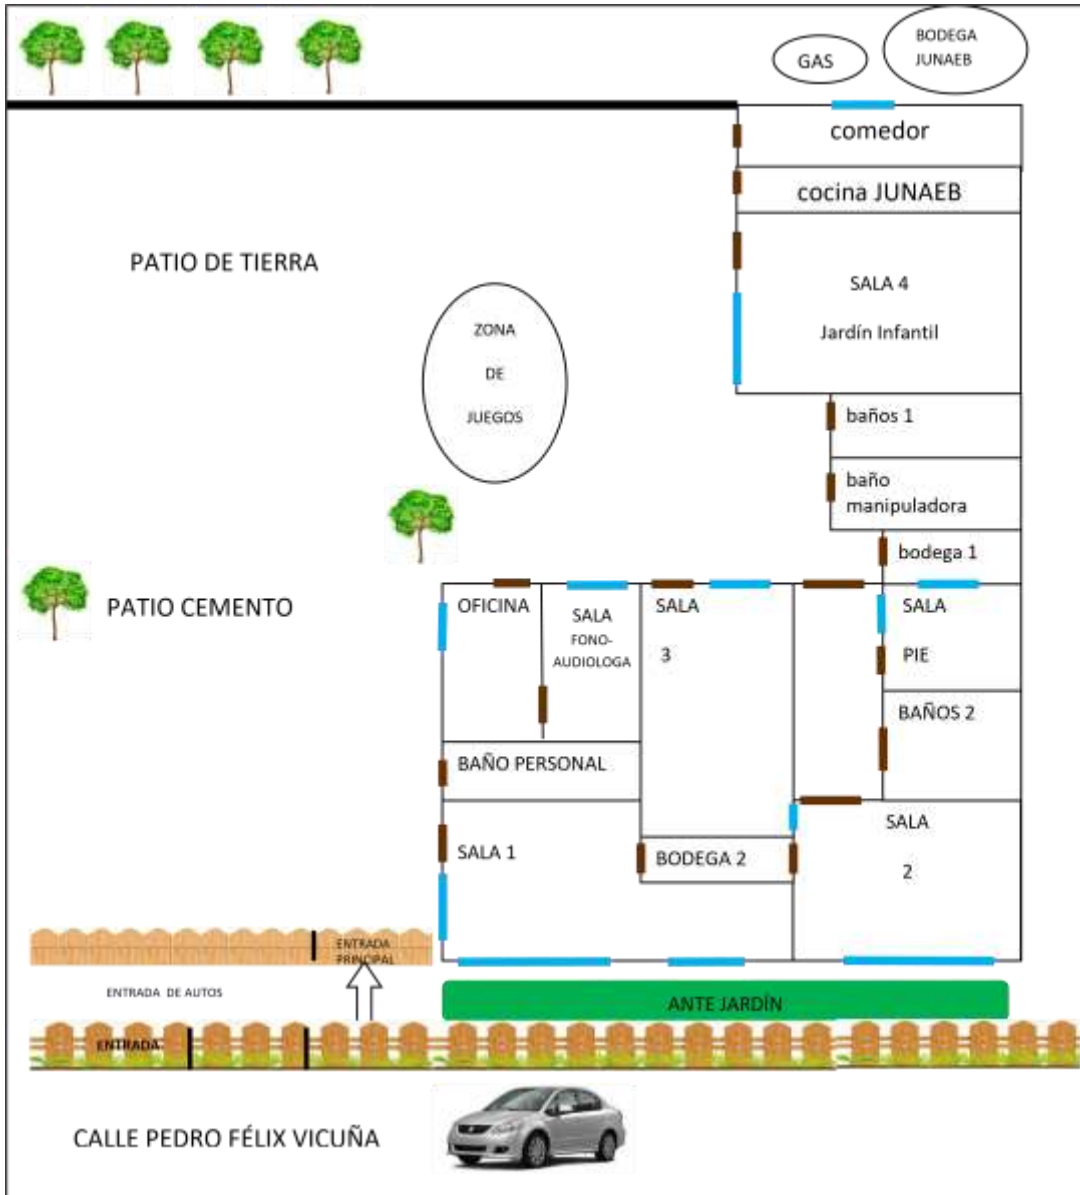 BODEGA
JUNAEB
GAS
comedor
cocina JUNAEB
PATIO DE TIERRA
SALA 4
Jardín Infantil
ZONA
DE
JUEGOS
baños 1
baño
manipuladora
bodega 1
PATIO CEMENTO
OFICINA
SALA
FONO-
AUDIOLOGA
SALA
3
SALA
PIE
BAÑOS 2
BAÑO PERSONAL
SALA 1
BODEGA 2
SALA
2
ENTRADA
PRINCIPAL
ENTRADA DE AUTOS
ANTE JARDÍN
ENTRADA
CALLE PEDRO FÉLIX VICUÑA